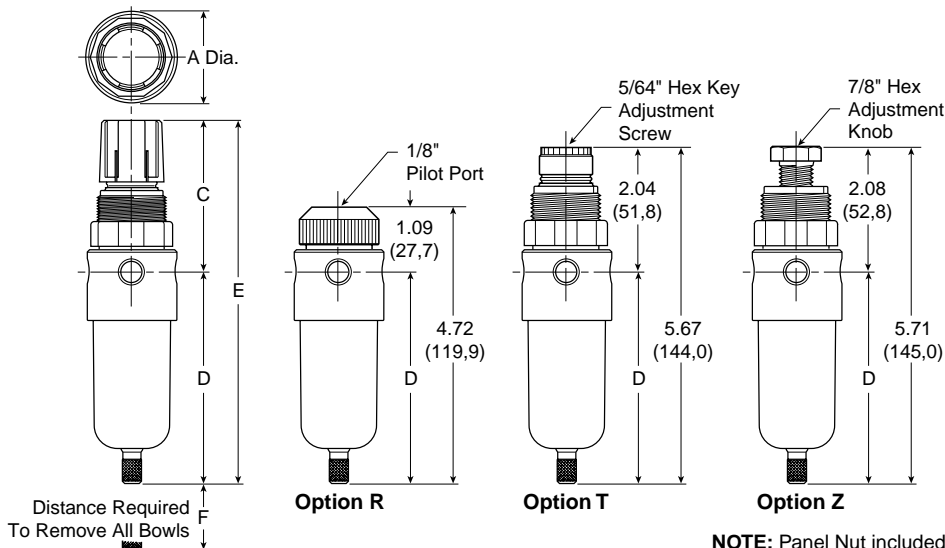 A Dia.
C
E
D
Distance Required
To Remove All Bowls
F
1/8"
Pilot Port
1.09
(27,7)
4.72
(119,9)
D
Option R
5/64" Hex Key
Adjustment
Screw
2.04
(51,8)
5.67
(144,0)
D
Option T
7/8" Hex
Adjustment
Knob
2.08
(52,8)
5.71
(145,0)
D
Option Z
NOTE: Panel Nut included